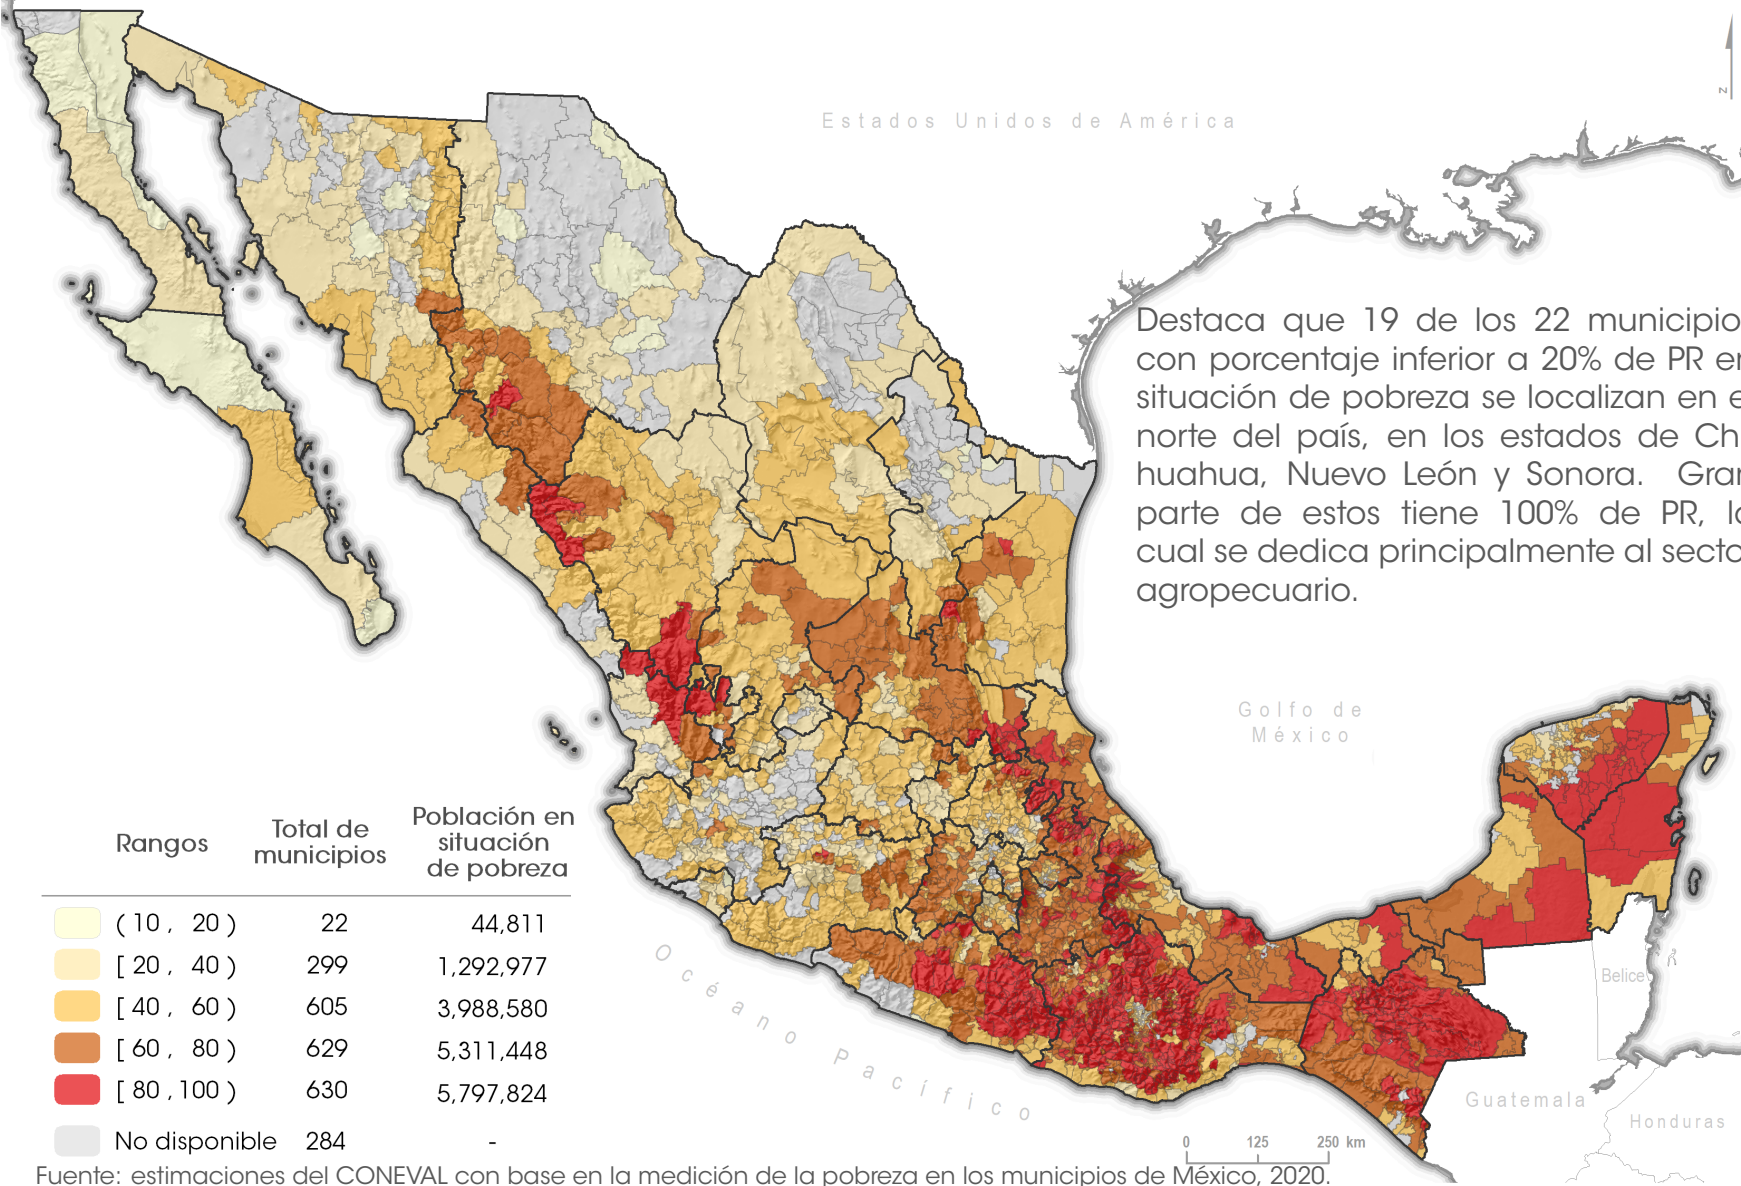 z
Estados Unidos de América
Destaca que 19 de los 22 municipio
con porcentaje inferior a 20% de PR e
situación de pobreza se localizan en e
norte del país, en los estados de Ch
huahua, Nuevo León y Sonora. Gran
parte de estos tiene 100% de PR, l
cual se dedica principalmente al secto
agropecuario.
Golfo de
México
Rangos Total de municipios Población en situación de pobreza
( 10 , 20 ) 22 44,811
[ 20 , 40 ) 299 1,292,977
[ 40 , 60 ) 605 3,988,580
[ 60 , 80 ) 629 5,311,448
[ 80 , 100 ) 630 5,797,824
No disponible 284 -
Océano Pacífico
Belice
Guatemala
Honduras
0 125 250 km
Fuente: estimaciones del CONEVAL con base en la medición de la pobreza en los municipios de México, 2020.